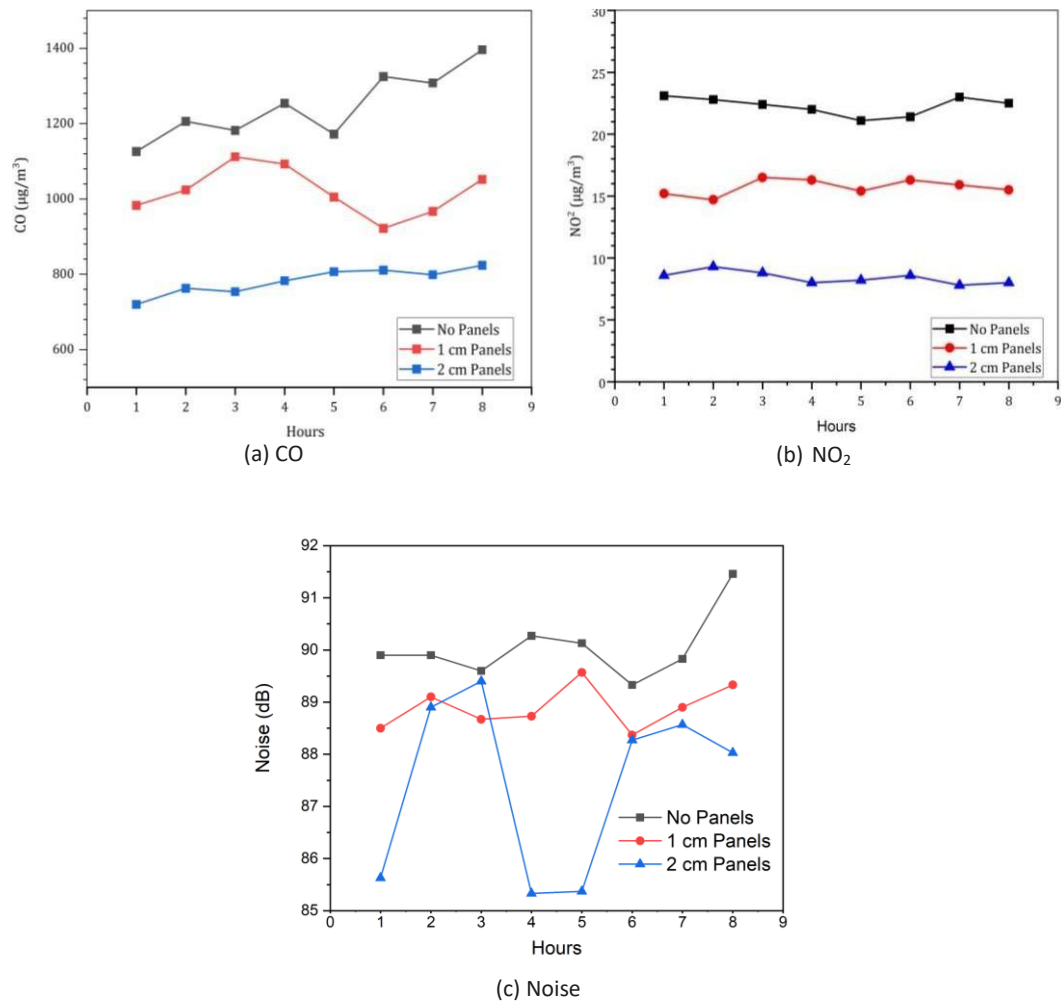 1400
1200
1000
800
600
CO (µg/m³)
No Panels
1 cm Panels
2 cm Panels
0 1 2 3 4 5 6 7 8 9
Hours
(a) CO
30
25
20
15
10
5
0
NO² (µg/m³)
No Panels
1 cm Panels
2 cm Panels
0 1 2 3 4 5 6 7 8 9
Hours
(b) NO₂
92
91
90
89
88
87
86
85
Noise (dB)
No Panels
1 cm Panels
2 cm Panels
0 1 2 3 4 5 6 7 8 9
Hours
(c) Noise